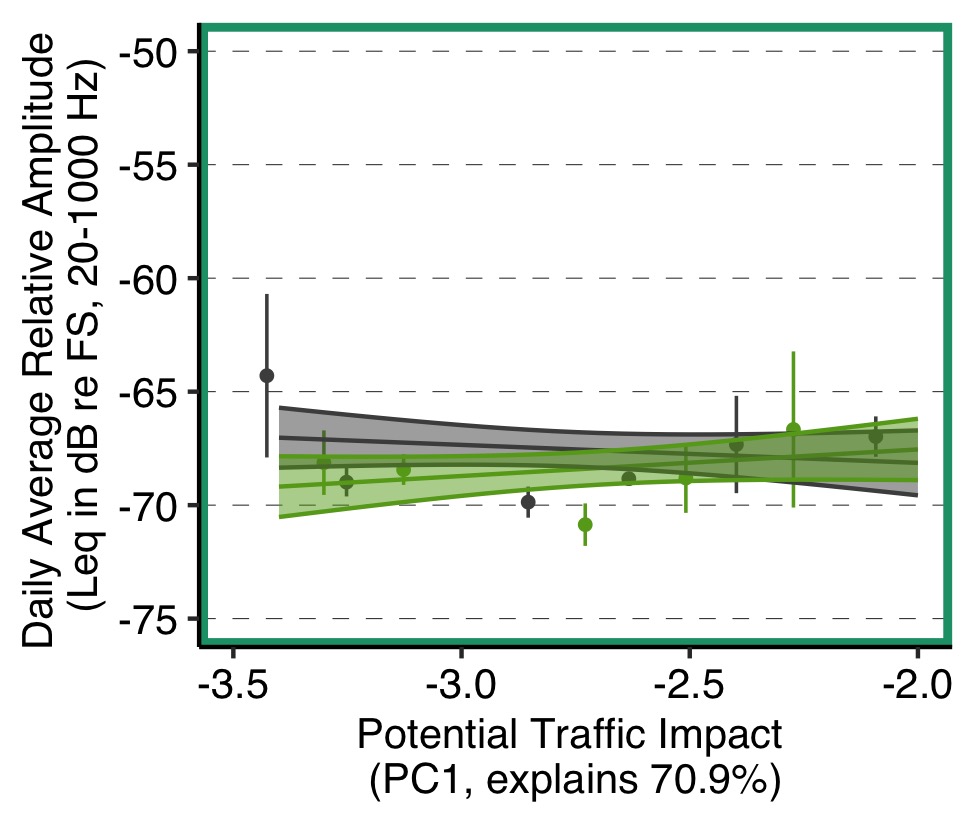 Daily Average Relative Amplitude
(Leq in dB re FS, 20-1000 Hz)
-50
-55
-60
-65
-70
-75
-3.5
-3.0
-2.5
-2.0
Potential Traffic Impact
(PC1, explains 70.9%)